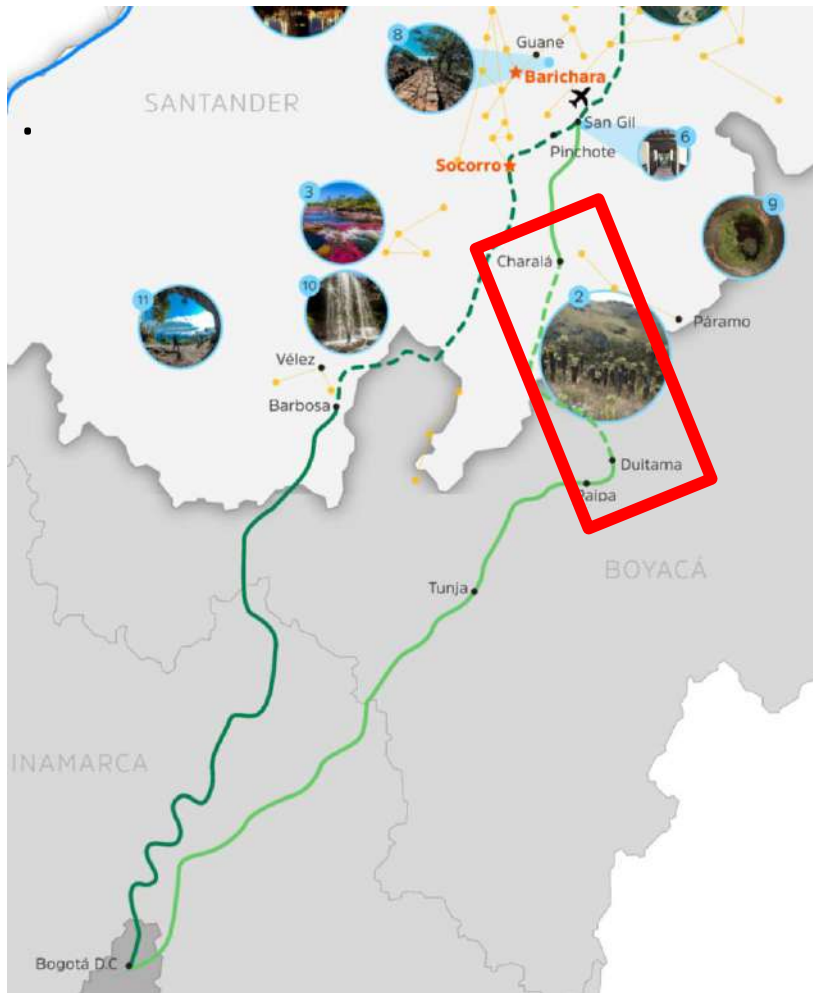 8
Guane
Barichara
SANTANDER
San Gil
6
Pinchote
Socorro
3
9
Charalá
10
2
11
Páramo
Vélez
Barbosa
Duitama
Paipa
BOYACÁ
Tunja
INAMARCA
Bogotá D.C